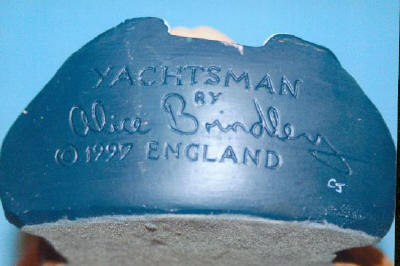 YACHTSMAN
BY
Alice Brindley
©1997 ENGLAND
CJ